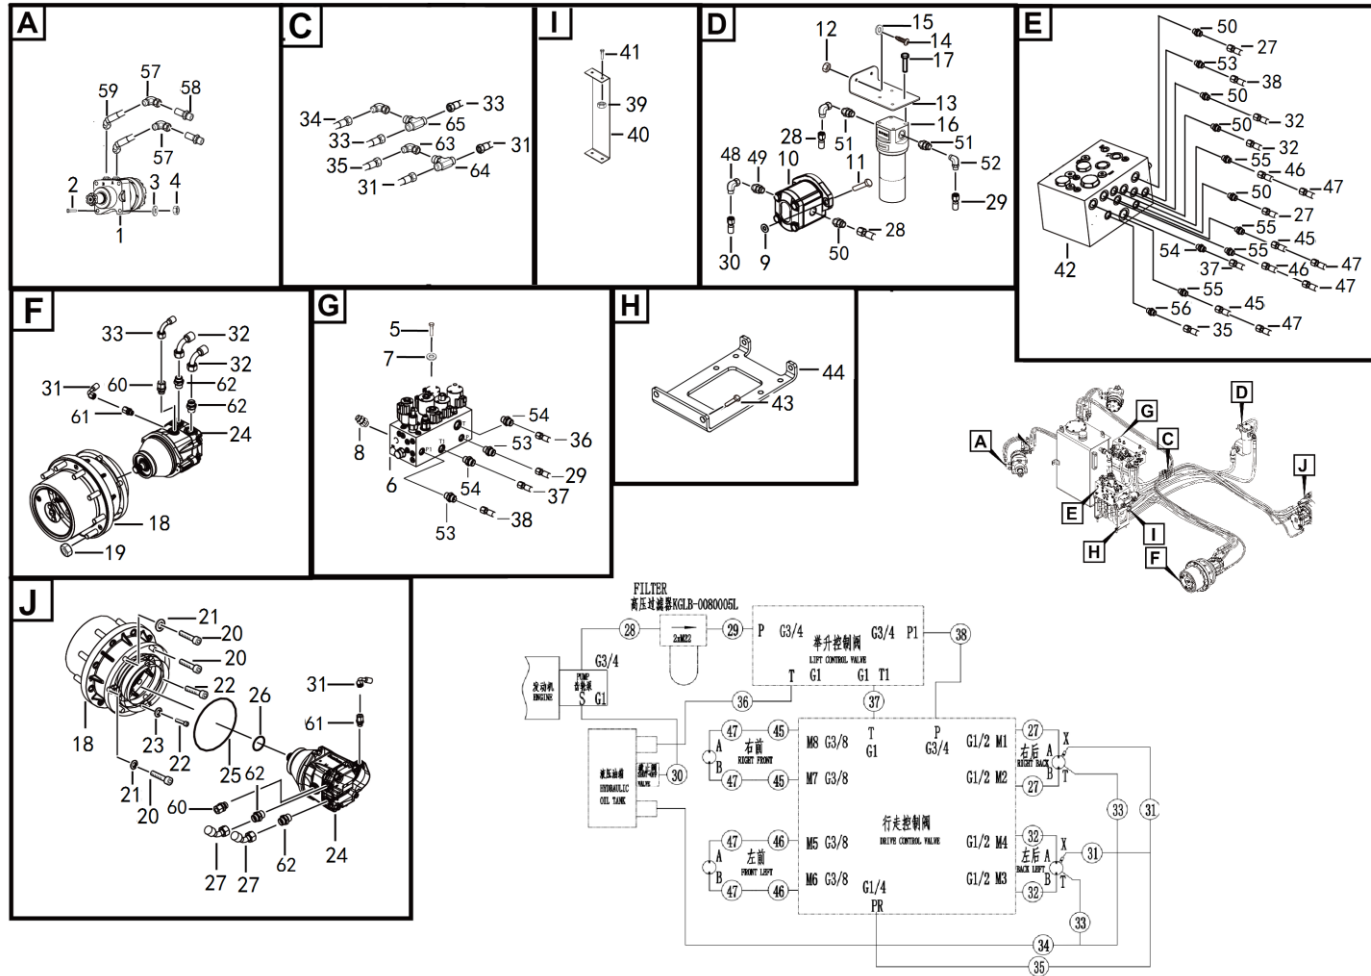 A
59
57
58
57
2
3
4
1
C
34
33
33
65
35
63
31
31
64
I
41
39
40
D
12
15
14
17
13
16
28
51
51
52
48
49
10
11
29
30
9
50
28
E
50
27
53
38
50
32
50
32
55
46
47
50
27
55
45
47
54
55
37
46
47
42
55
45
47
56
35
F
33
32
32
31
60
62
62
61
24
18
19
G
5
7
8
54
36
53
29
6
54
37
53
38
P1
T1
H
44
43
A
G
D
C
J
E
I
H
F
J
21
20
20
22
26
31
61
18
23
22
25
62
21
20
60
62
24
27
27
FILTER
高压过滤器KGLB-0080005L
28
2xM22
29
P G3/4 G3/4 P1
38
举升控制阀
LIFT CONTROL VALVE
T G1 G1 T1
发动机
ENGINE
G3/4
PUMP
齿轮泵
S G1
36
37
液压油箱
HYDRAULIC
OIL TANK
VALVE
30
47
45
A
右前
B
RIGHT FRONT
47
45
M8 G3/8
T
G1
P
G3/4
G1/2 M1
27
X
右后
A
RIGHT BACK
B
T
M7 G3/8
G1/2 M2
27
33
31
行走控制阀
DRIVE CONTROL VALVE
47
46
A
左前
B
FRONT LEFT
47
46
M5 G3/8
M6 G3/8
G1/2 M4
G1/2 M3
32
X
左后
A
BACK LEFT
B
T
31
32
33
G1/4
PR
34
35